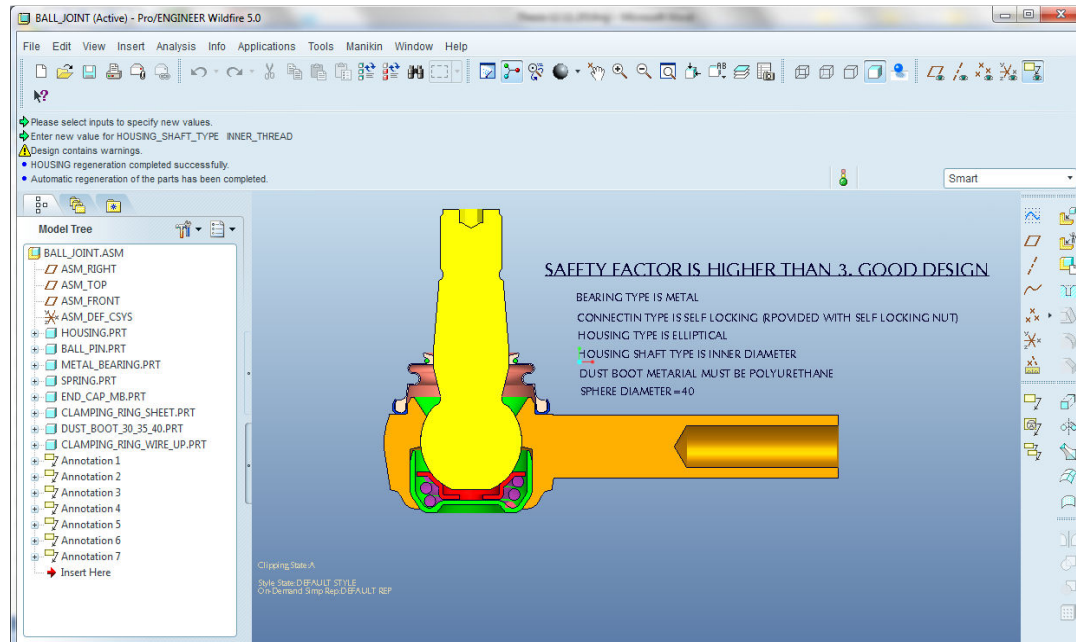 BALL_JOINT (Active) - Pro/ENGINEER Wildfire 5.0
File Edit View Insert Analysis Info Applications Tools Manikin Window Help
Please select inputs to specify new values.
Enter new value for HOUSING_SHAFT_TYPE INNER_THREAD
Design contains warnings.
HOUSING regeneration completed successfully.
Automatic regeneration of the parts has been completed.
Smart
Model Tree
BALL_JOINT.ASM
ASM_RIGHT
ASM_TOP
ASM_FRONT
ASM_DEF_CSYS
HOUSING.PRT
BALL_PIN.PRT
METAL_BEARING.PRT
SPRING.PRT
END_CAP_MB.PRT
CLAMPING_RING_SHEET.PRT
DUST_BOOT_30_35_40.PRT
CLAMPING_RING_WIRE_UP.PRT
Annotation 1
Annotation 2
Annotation 3
Annotation 4
Annotation 5
Annotation 6
Annotation 7
Insert Here
SAFETY FACTOR IS HIGHER THAN 3. GOOD DESIGN
BEARING TYPE IS METAL
CONNECTIN TYPE IS SELF LOCKING (RPOVIDED WITH SELF LOCKING NUT)
HOUSING TYPE IS ELLIPTICAL
HOUSING SHAFT TYPE IS INNER DIAMETER
DUST BOOT METARIAL MUST BE POLYURETHANE
SPHERE DIAMETER=40
Clipping State:A
Style State:DEFAULT STYLE
On-Demand Simp Rep:DEFAULT REP